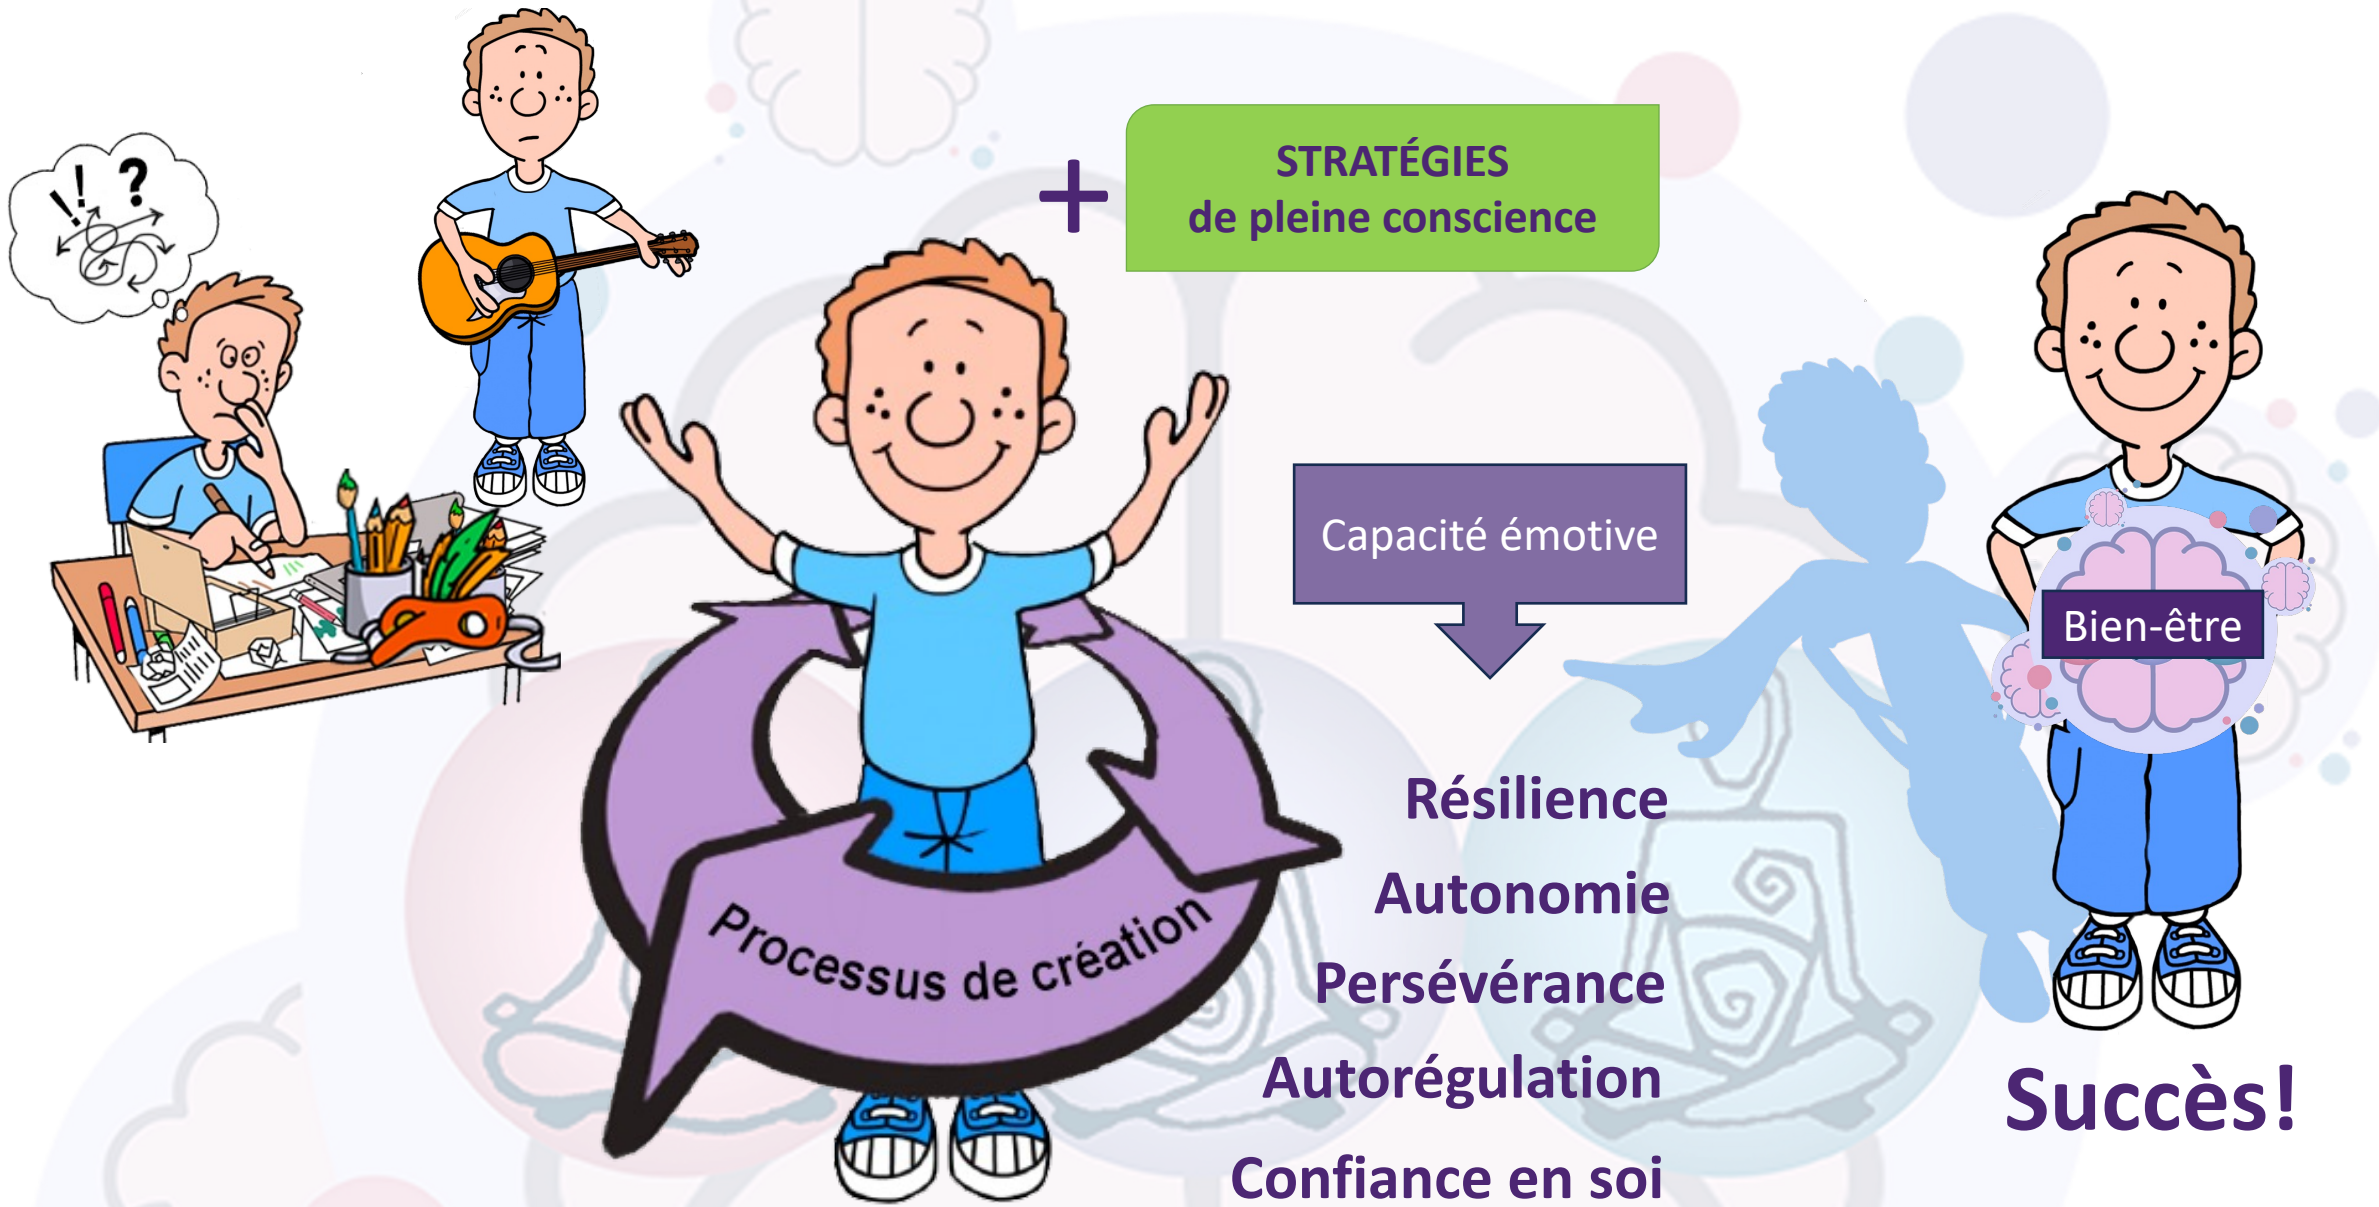 !! ?
+
STRATÉGIES
de pleine conscience
Capacité émotive
Bien-être
Processus de création
Résilience
Autonomie
Persévérance
Autorégulation
Confiance en soi
Succès!